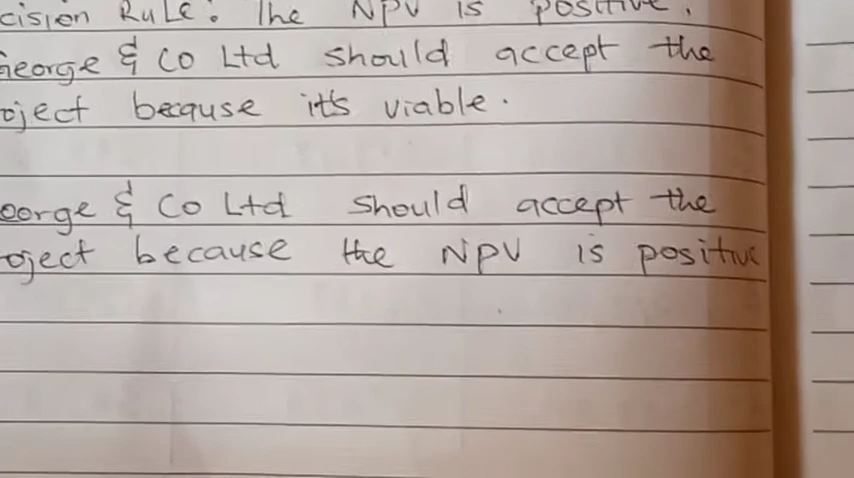 cision Rule: The NPV is positive.
George & Co Ltd should accept the
oject because it's viable.
eorge & Co Ltd should accept the
oject because the NPV is positive